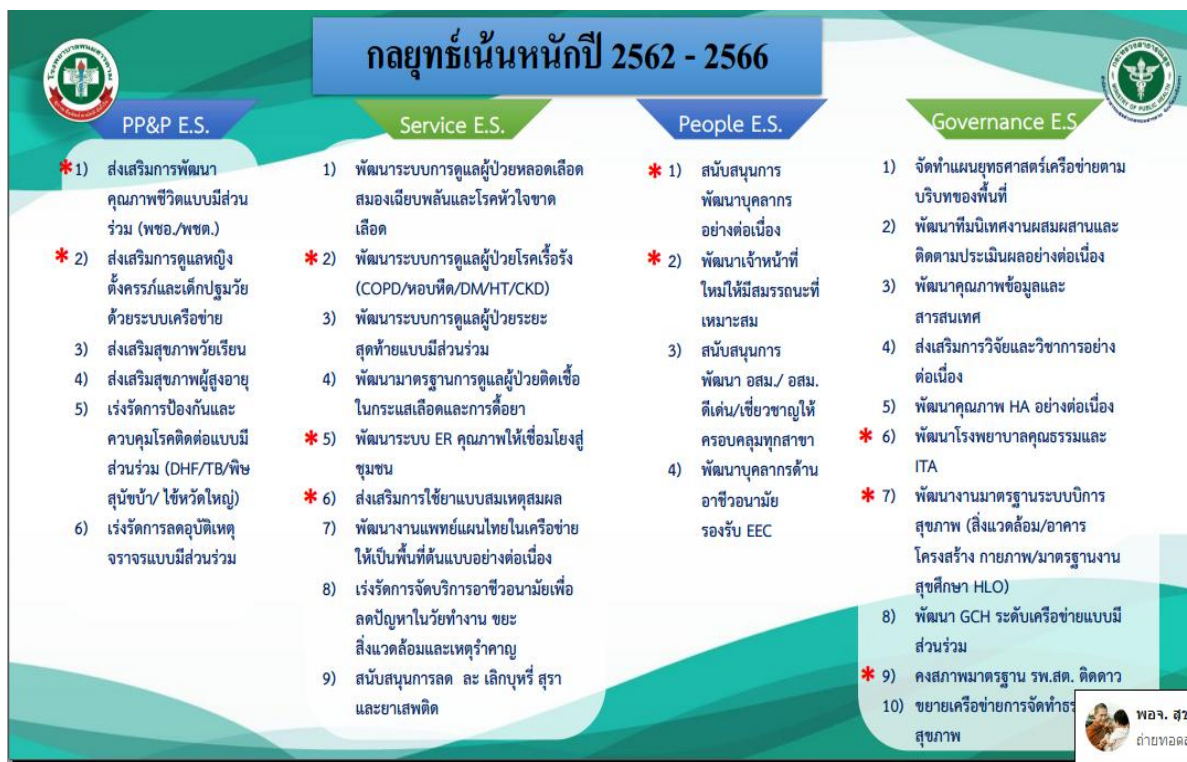 กลยุทธ์เน้นหนักปี 2562 - 2566
PP&P E.S.
* 1) ส่งเสริมการพัฒนา
คุณภาพชีวิตแบบมีส่วน
ร่วม (พชอ./พชต.)
* 2) ส่งเสริมการดูแลหญิง
ตั้งครรภ์และเด็กปฐมวัย
ด้วยระบบเครือข่าย
3) ส่งเสริมสุขภาพวัยเรียน
4) ส่งเสริมสุขภาพผู้สูงอายุ
5) เร่งรัดการป้องกันและ
ควบคุมโรคติดต่อแบบมี
ส่วนร่วม (DHF/TB/พิษ
สุนัขบ้า/ ไข้หวัดใหญ่)
6) เร่งรัดการลดอุบัติเหตุ
จราจรแบบมีส่วนร่วม
Service E.S.
1) พัฒนาระบบการดูแลผู้ป่วยหลอดเลือด
สมองเฉียบพลันและโรคหัวใจขาด
เลือด
* 2) พัฒนาระบบการดูแลผู้ป่วยโรคเรื้อรัง
(COPD/หอบหืด/DM/HT/CKD)
3) พัฒนาระบบการดูแลผู้ป่วยระยะ
สุดท้ายแบบมีส่วนร่วม
4) พัฒนามาตรฐานการดูแลผู้ป่วยติดเชื้อ
ในกระแสเลือดและการดื้อยา
* 5) พัฒนาระบบ ER คุณภาพให้เชื่อมโยงสู่
ชุมชน
* 6) ส่งเสริมการใช้ยาแบบสมเหตุสมผล
7) พัฒนางานแพทย์แผนไทยในเครือข่าย
ให้เป็นพื้นที่ต้นแบบอย่างต่อเนื่อง
8) เร่งรัดการจัดบริการอาชีวอนามัยเพื่อ
ลดปัญหาในวัยทำงาน ขยะ
สิ่งแวดล้อมและเหตุรำคาญ
9) สนับสนุนการลด ละ เลิกบุหรี่ สุรา
และยาเสพติด
People E.S.
* 1) สนับสนุนการ
พัฒนาบุคลากร
อย่างต่อเนื่อง
* 2) พัฒนาเจ้าหน้าที่
ใหม่ให้มีสมรรถนะที่
เหมาะสม
3) สนับสนุนการ
พัฒนา อสม./ อสม.
ดีเด่น/เชี่ยวชาญให้
ครอบคลุมทุกสาขา
4) พัฒนาบุคลากรด้าน
อาชีวอนามัย
รองรับ EEC
Governance E.S
1) จัดทำแผนยุทธศาสตร์เครือข่ายตาม
บริบทของพื้นที่
2) พัฒนาทีมนิเทศงานผสมผสานและ
ติดตามประเมินผลอย่างต่อเนื่อง
3) พัฒนาคุณภาพข้อมูลและ
สารสนเทศ
4) ส่งเสริมการวิจัยและวิชาการอย่าง
ต่อเนื่อง
5) พัฒนาคุณภาพ HA อย่างต่อเนื่อง
* 6) พัฒนาโรงพยาบาลคุณธรรมและ
ITA
* 7) พัฒนางานมาตรฐานระบบบิการ
สุขภาพ (สิ่งแวดล้อม/อาคาร
โครงสร้าง กายภาพ/มาตรฐานงาน
สุขศึกษา HLO)
8) พัฒนา GCH ระดับเครือข่ายแบบมี
ส่วนร่วม
* 9) คงสภาพมาตรฐาน รพ.สต. ติดดาว
10) ขยายเครือข่ายการจัดทำธร
สุขภาพ
พอจ. สุข
ถ่ายทอดส